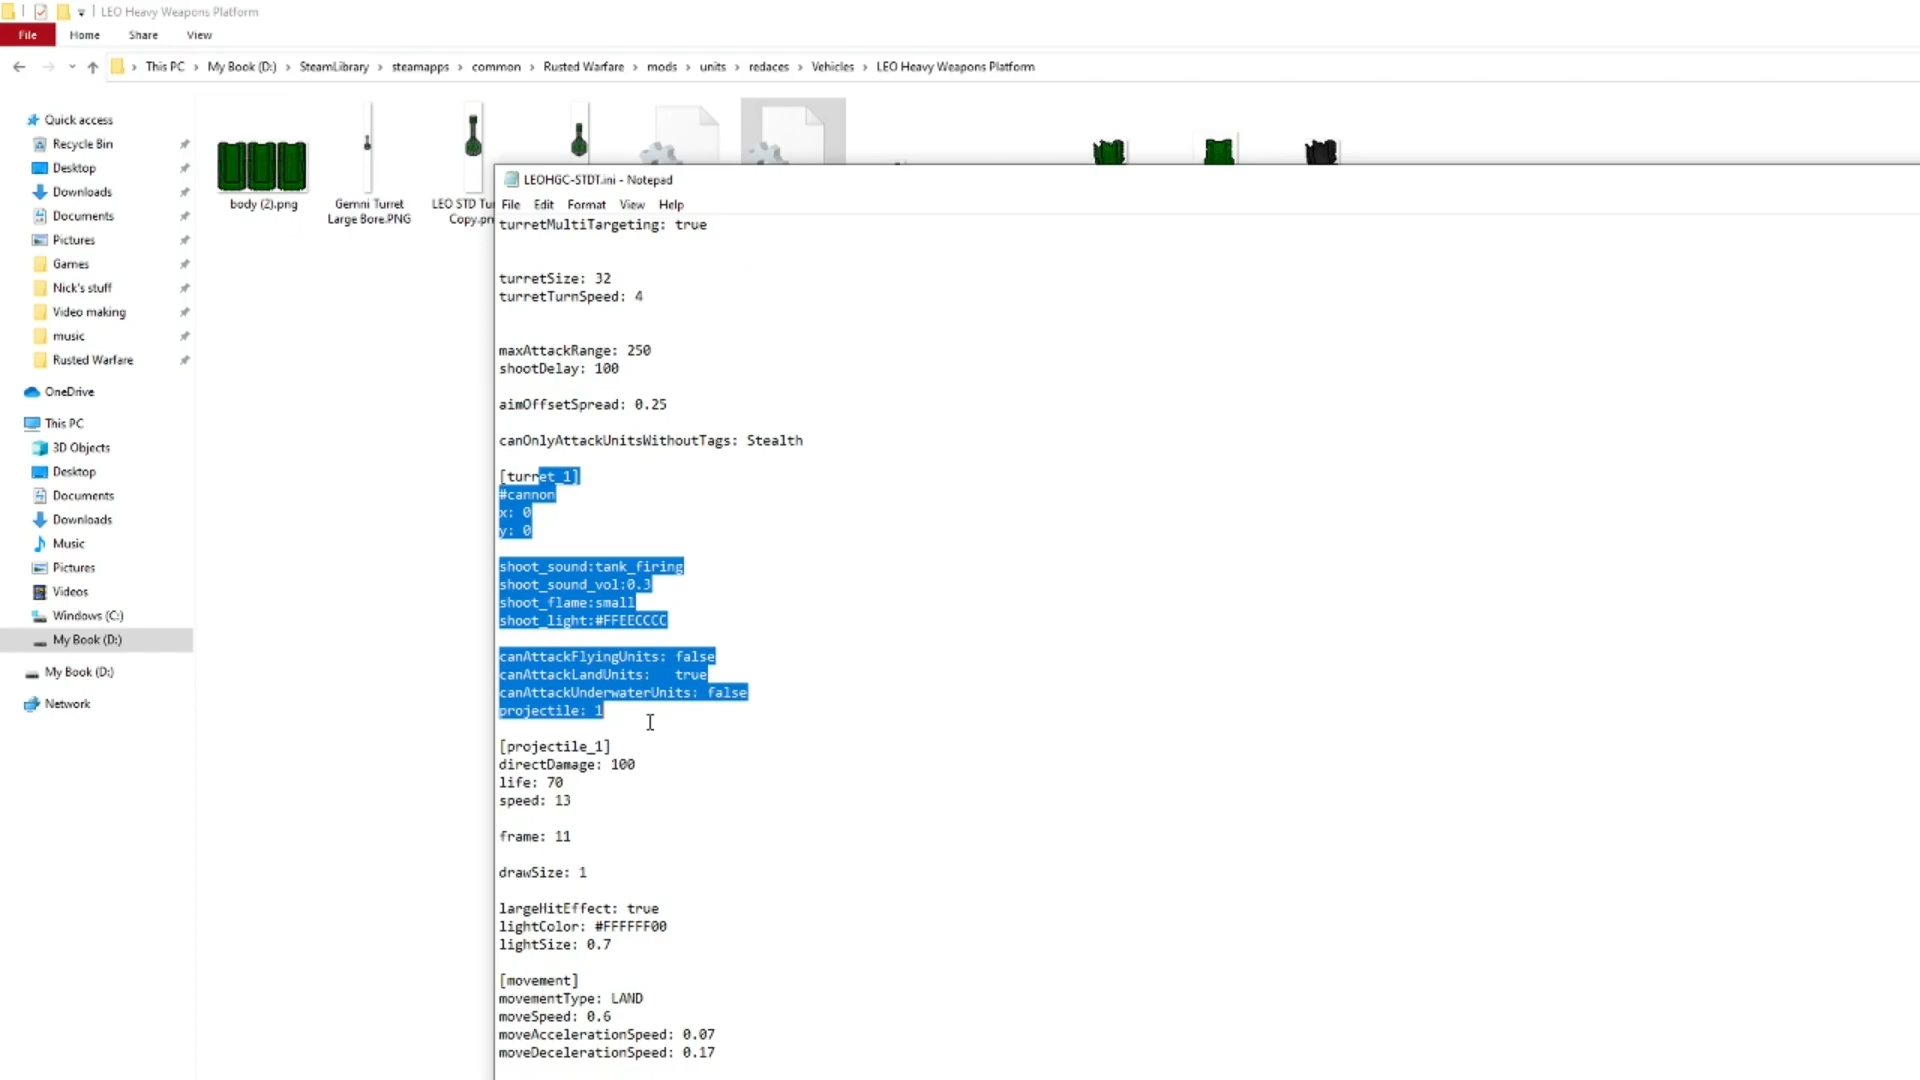 LEO Heavy Weapons Platform
File Home Share View
This PC My Book (D:) SteamLibrary steamapps common Rusted Warfare mods units redaces Vehicles LEO Heavy Weapons Platform
Quick access
Recycle Bin
Desktop
Downloads
Documents
Pictures
Games
Nick's stuff
Video making
music
Rusted Warfare
OneDrive
This PC
3D Objects
Desktop
Documents
Downloads
Music
Pictures
Videos
Windows (C:)
My Book (D:)
My Book (D:)
Network
body (2).png
Gemni Turret
Large Bore.PNG
LEO STD Tu
Copy.pn
LEOHGC-STDT.ini - Notepad
File Edit Format View Help
turretMultiTargeting: true
turretSize: 32
turretTurnSpeed: 4
maxAttackRange: 250
shootDelay: 100
aimOffsetSpread: 0.25
canOnlyAttackUnitsWithoutTags: Stealth
[turret_1]
#cannon
x: 0
y: 0
shoot_sound:tank_firing
shoot_sound_vol:0.3
shoot_flame:small
shoot_light:#FFEECCCC
canAttackFlyingUnits: false
canAttackLandUnits:   true
canAttackUnderwaterUnits: false
projectile: 1
[projectile_1]
directDamage: 100
life: 70
speed: 13
frame: 11
drawSize: 1
largeHitEffect: true
lightColor: #FFFFFF00
lightSize: 0.7
[movement]
movementType: LAND
moveSpeed: 0.6
moveAccelerationSpeed: 0.07
moveDecelerationSpeed: 0.17